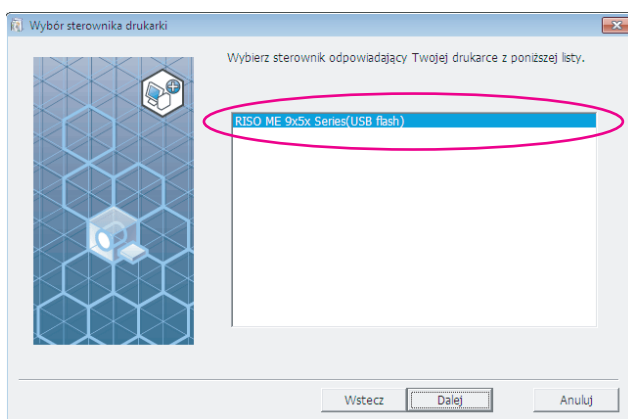 Wybór sterownika drukarki
Wybierz sterownik odpowiadający Twojej drukarce z poniższej listy.
RISO ME 9x5x Series(USB flash)
Wstecz
Dalej
Anuluj